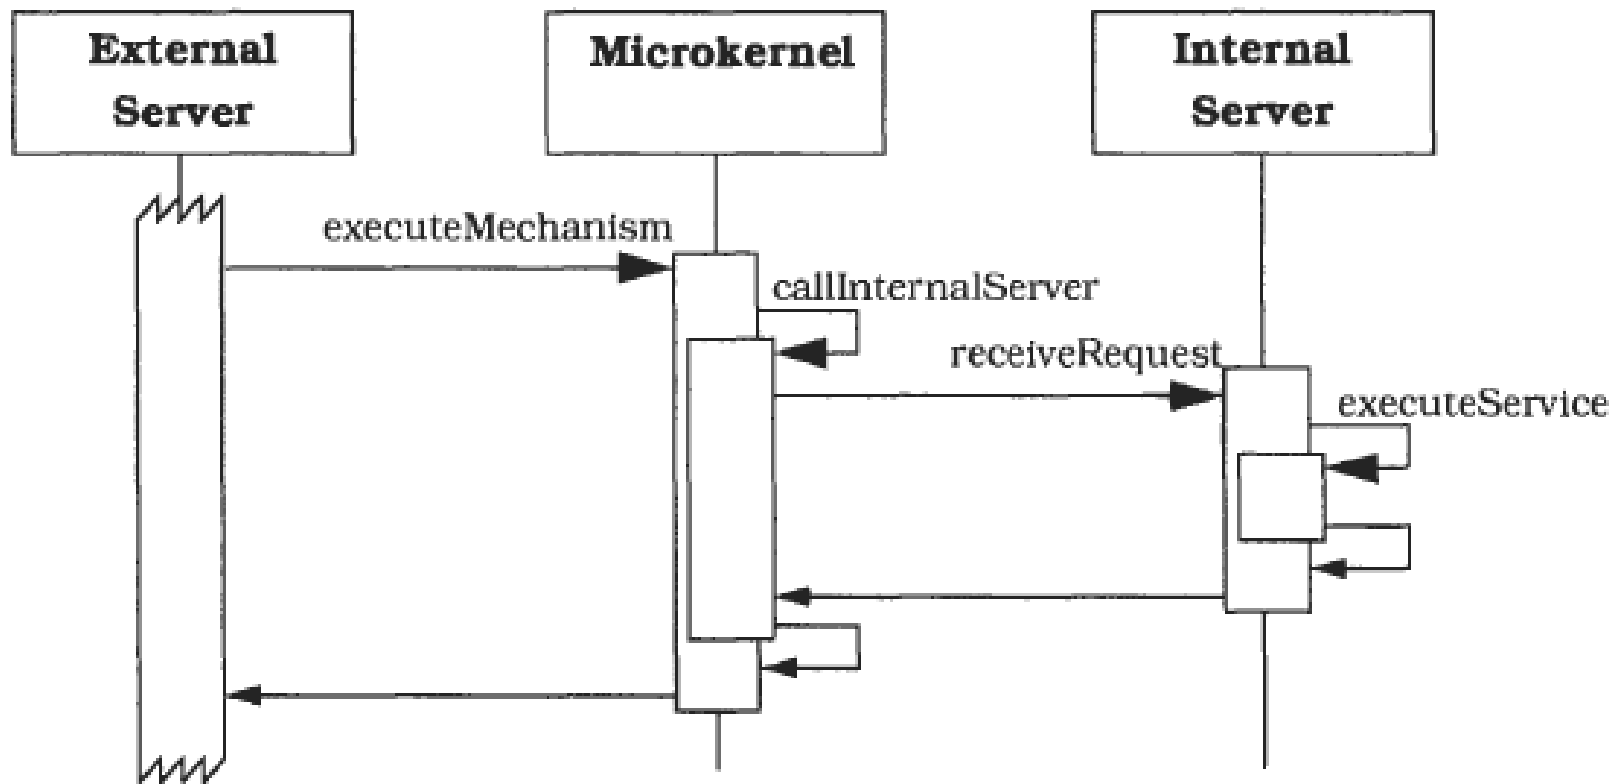 External
Server
Microkernel
Internal
Server
executeMechanism
callInternalServer
receiveRequest
executeService